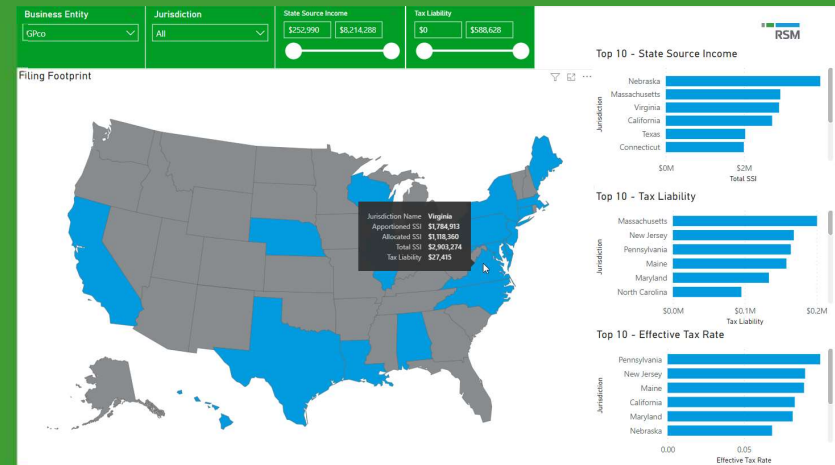 Business Entity
GPco
Jurisdiction
All
State Source Income
$252,990 $8,214,288
Tax Liability
$0 $588,628
RSM
Filing Footprint
Jurisdiction Name Virginia
Apportioned SSI $1,784,913
Allocated SSI $1,118,360
Total SSI $2,903,274
Tax Liability $27,415
Top 10 - State Source Income
Jurisdiction
Nebraska
Massachusetts
Virginia
California
Texas
Connecticut
$0M $2M
Total SSI
Top 10 - Tax Liability
Jurisdiction
Massachusetts
New Jersey
Pennsylvania
Maine
Maryland
North Carolina
$0.0M $0.1M $0.2M
Tax Liability
Top 10 - Effective Tax Rate
Jurisdiction
Pennsylvania
New Jersey
Maine
California
Maryland
Nebraska
0.00 0.05
Effective Tax Rate